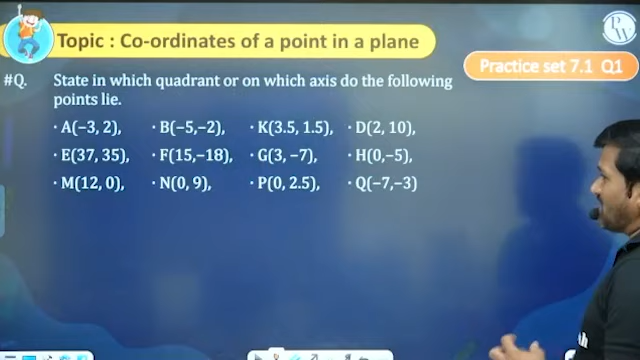 Topic : Co-ordinates of a point in a plane
Practice set 7.1 Q1
#Q. State in which quadrant or on which axis do the following
points lie.
· A(−3, 2), · B(−5,−2), · K(3.5, 1.5), · D(2, 10),
· E(37, 35), · F(15,−18), · G(3, −7), · H(0,−5),
· M(12, 0), · N(0, 9), · P(0, 2.5), · Q(−7,−3)